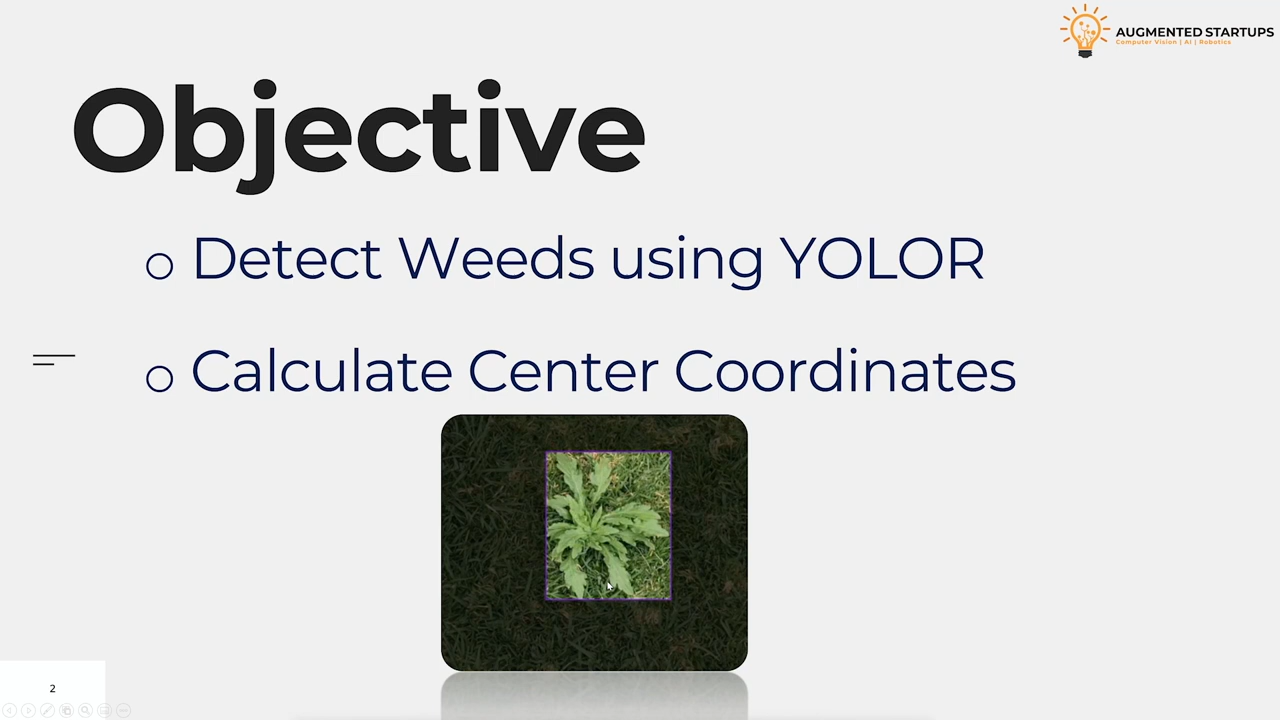 AUGMENTED STARTUPS
Computer Vision | AI | Robotics
Objective
Detect Weeds using YOLOR
Calculate Center Coordinates
2